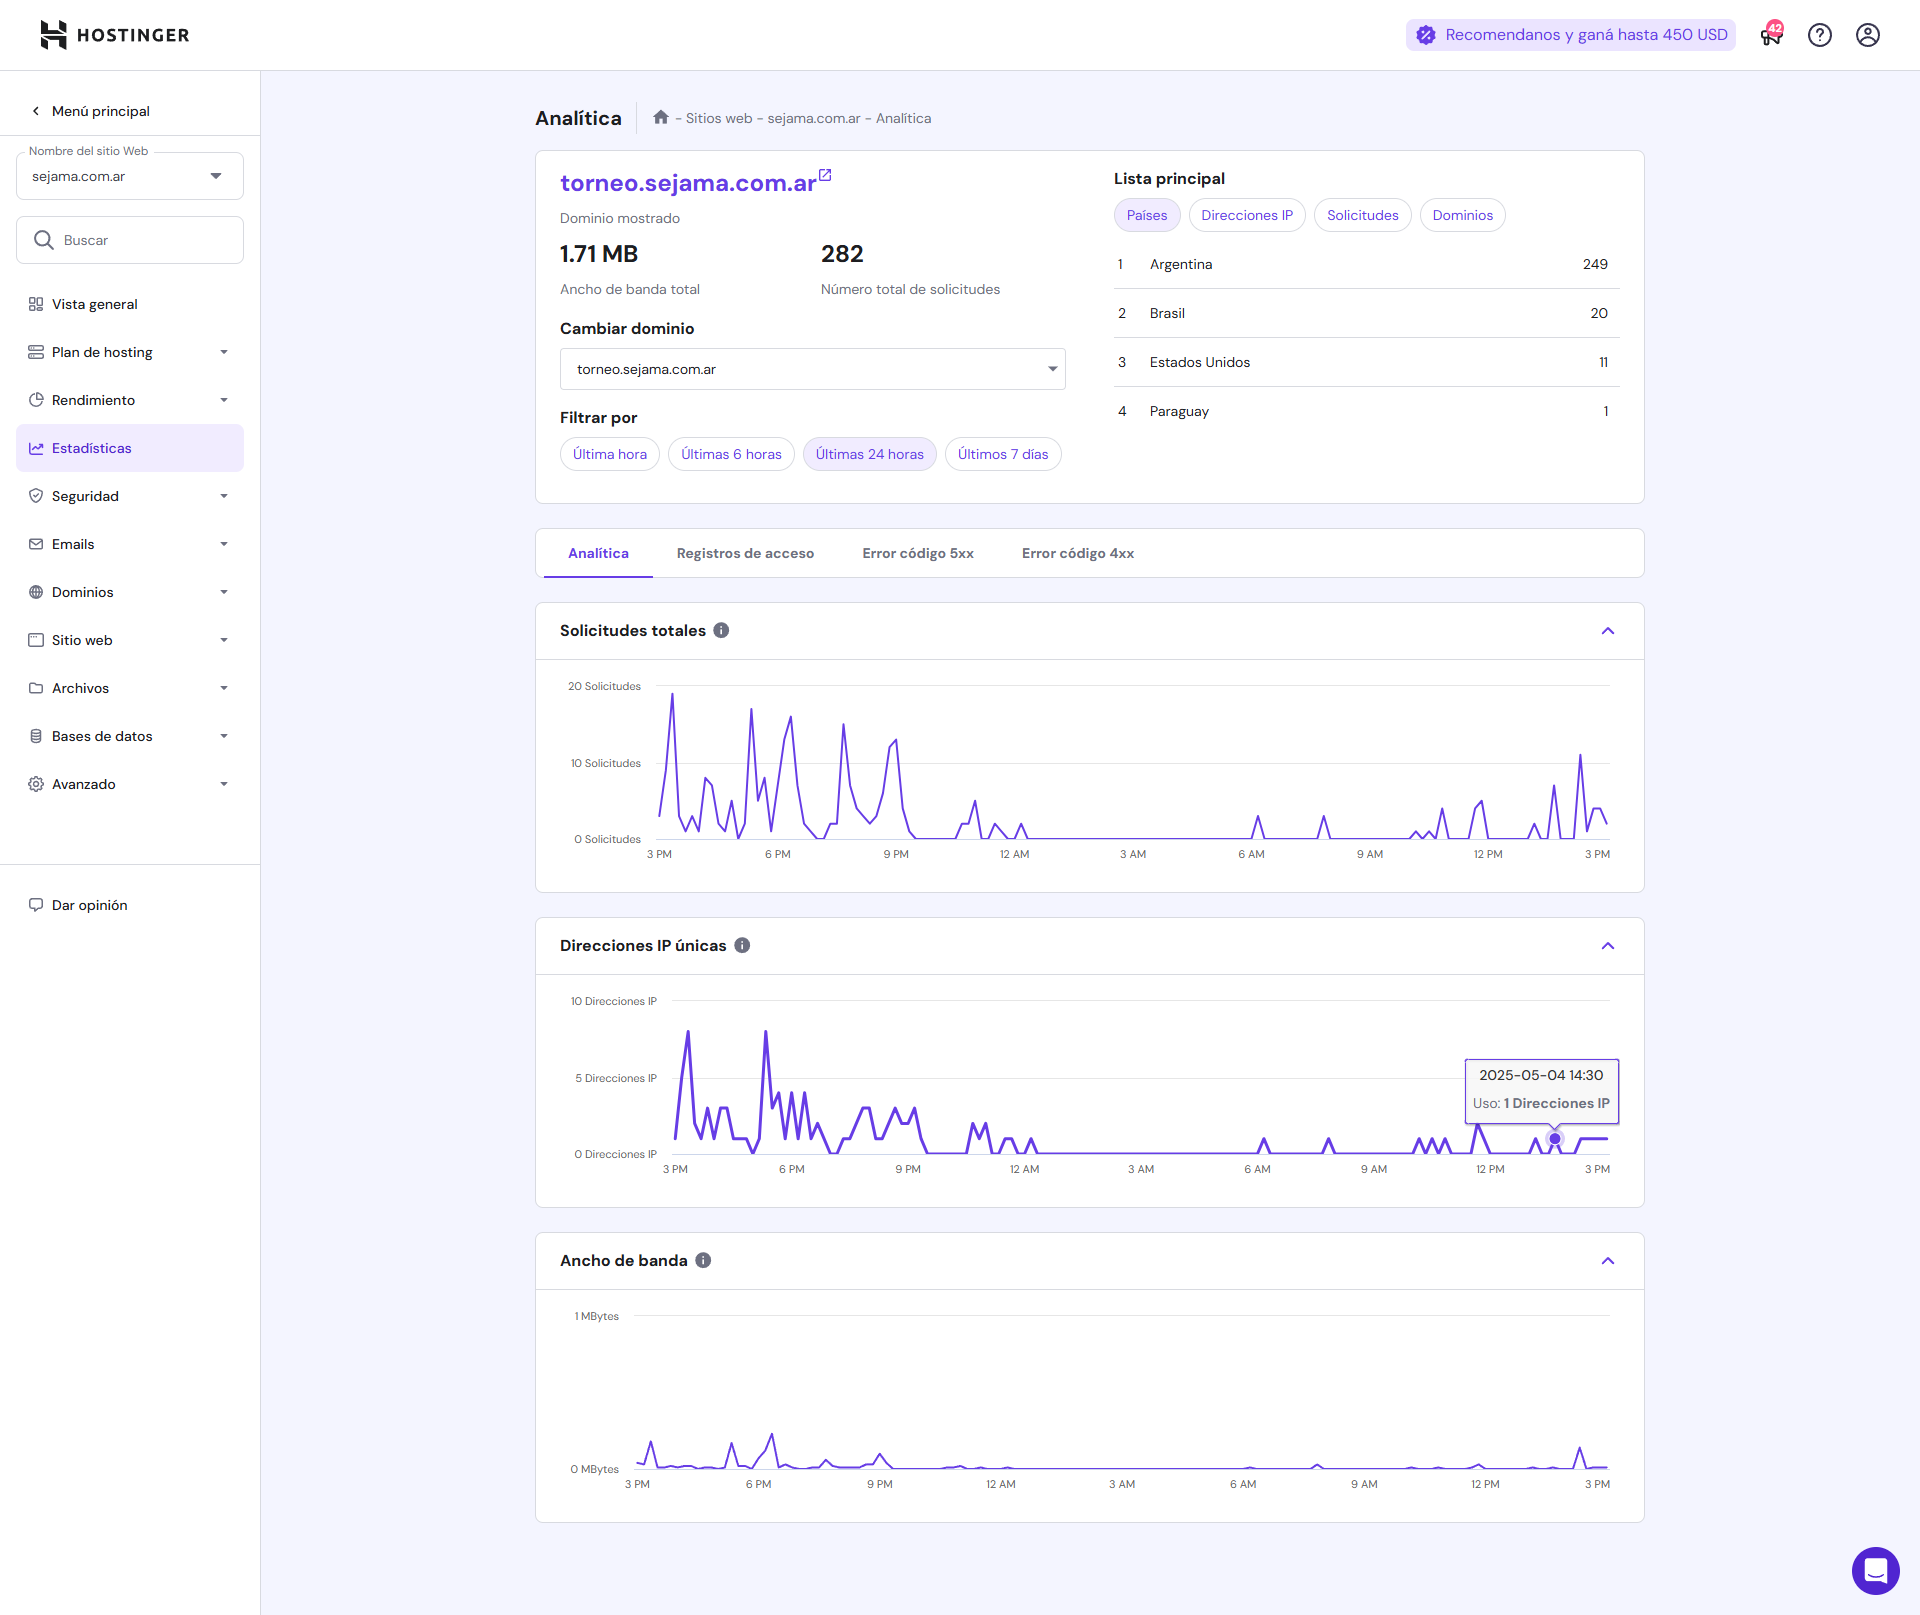 HOSTINGER
Recomendanos y ganá hasta 450 USD
42
Menú principal
Nombre del sitio Web
sejama.com.ar
Buscar
Vista general
Plan de hosting
Rendimiento
Estadísticas
Seguridad
Emails
Dominios
Sitio web
Archivos
Bases de datos
Avanzado
Dar opinión
Analítica
- Sitios web - sejama.com.ar - Analítica
torneo.sejama.com.ar
Dominio mostrado
1.71 MB
Ancho de banda total
282
Número total de solicitudes
Cambiar dominio
torneo.sejama.com.ar
Filtrar por
Última hora
Últimas 6 horas
Últimas 24 horas
Últimos 7 días
Lista principal
Países
Direcciones IP
Solicitudes
Dominios
1 Argentina 249
2 Brasil 20
3 Estados Unidos 11
4 Paraguay 1
Analítica
Registros de acceso
Error código 5xx
Error código 4xx
Solicitudes totales
20 Solicitudes
10 Solicitudes
0 Solicitudes
3 PM 6 PM 9 PM 12 AM 3 AM 6 AM 9 AM 12 PM 3 PM
Direcciones IP únicas
10 Direcciones IP
5 Direcciones IP
0 Direcciones IP
2025-05-04 14:30
Uso: 1 Direcciones IP
3 PM 6 PM 9 PM 12 AM 3 AM 6 AM 9 AM 12 PM 3 PM
Ancho de banda
1 MBytes
0 MBytes
3 PM 6 PM 9 PM 12 AM 3 AM 6 AM 9 AM 12 PM 3 PM